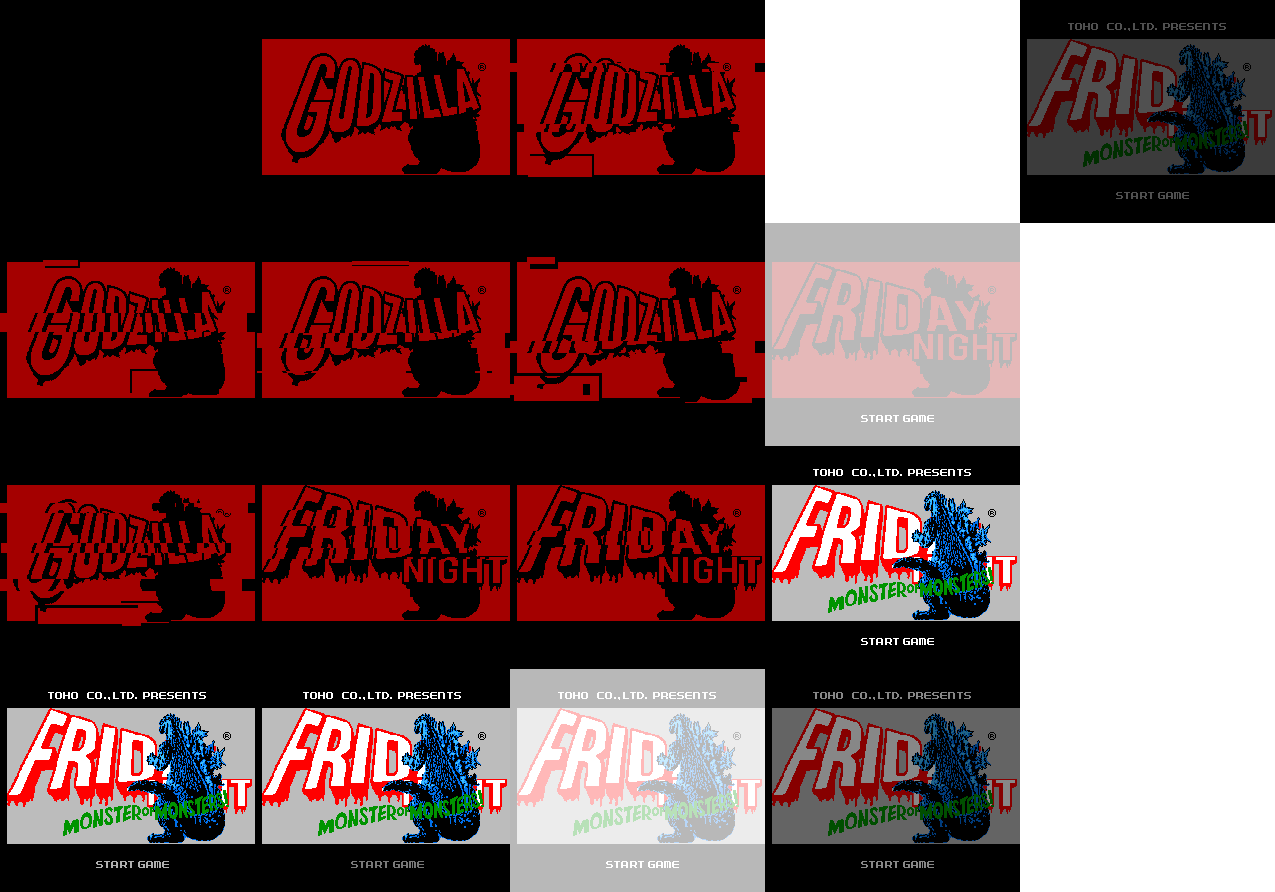 GODZILLA ®
GODZILLA ®
TOHO CO.,LTD. PRESENTS
FRID ®
T
MONSTER OF MONSTERS
START GAME
GODZILLA ®
GODZILLA ®
GODZILLA ®
FRIDAY ®
NIGHT
START GAME
GODZILLA
FRIDAY ®
NIGHT
FRIDAY ®
NIGHT
TOHO CO.,LTD. PRESENTS
FRID ®
T
MONSTER OF MONSTERS
START GAME
TOHO CO.,LTD. PRESENTS
FRID ®
T
MONSTER OF MONSTERS
START GAME
TOHO CO.,LTD. PRESENTS
FRID ®
T
MONSTER OF MONSTERS
START GAME
TOHO CO.,LTD. PRESENTS
FRID ®
T
MONSTER OF MONSTERS
START GAME
TOHO CO.,LTD. PRESENTS
FRID ®
T
MONSTER OF MONSTERS
START GAME